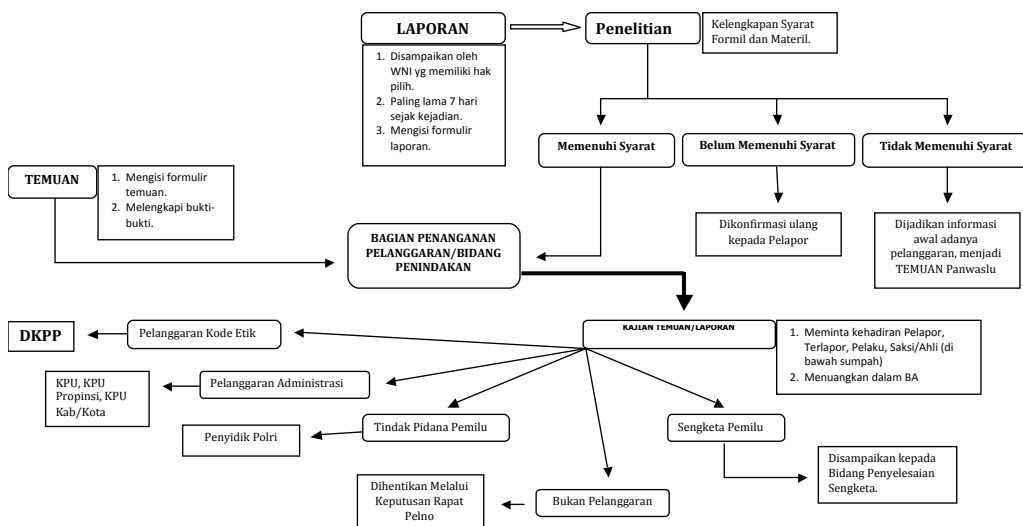 LAPORAN
Penelitian
Kelengkapan Syarat
Formil dan Materil.
1. Disampaikan oleh
WNI yg memiliki hak
pilih.
2. Paling lama 7 hari
sejak kejadian.
3. Mengisi formulir
laporan.
Memenuhi Syarat
Belum Memenuhi Syarat
Tidak Memenuhi Syarat
TEMUAN
1. Mengisi formulir
temuan.
2. Melengkapi bukti-
bukti.
Dikonfirmasi ulang
kepada Pelapor
Dijadikan informasi
awal adanya
pelanggaran, menjadi
TEMUAN Panwaslu
BAGIAN PENANGANAN
PELANGGARAN/BIDANG
PENINDAKAN
KAJIAN TEMUAN/LAPORAN
1. Meminta kehadiran Pelapor,
Terlapor, Pelaku, Saksi/Ahli (di
bawah sumpah)
2. Menuangkan dalam BA
DKPP
Pelanggaran Kode Etik
KPU, KPU
Propinsi, KPU
Kab/Kota
Pelanggaran Administrasi
Penyidik Polri
Tindak Pidana Pemilu
Sengketa Pemilu
Disampaikan kepada
Bidang Penyelesaian
Sengketa.
Dihentikan Melalui
Keputusan Rapat
Pelno
Bukan Pelanggaran